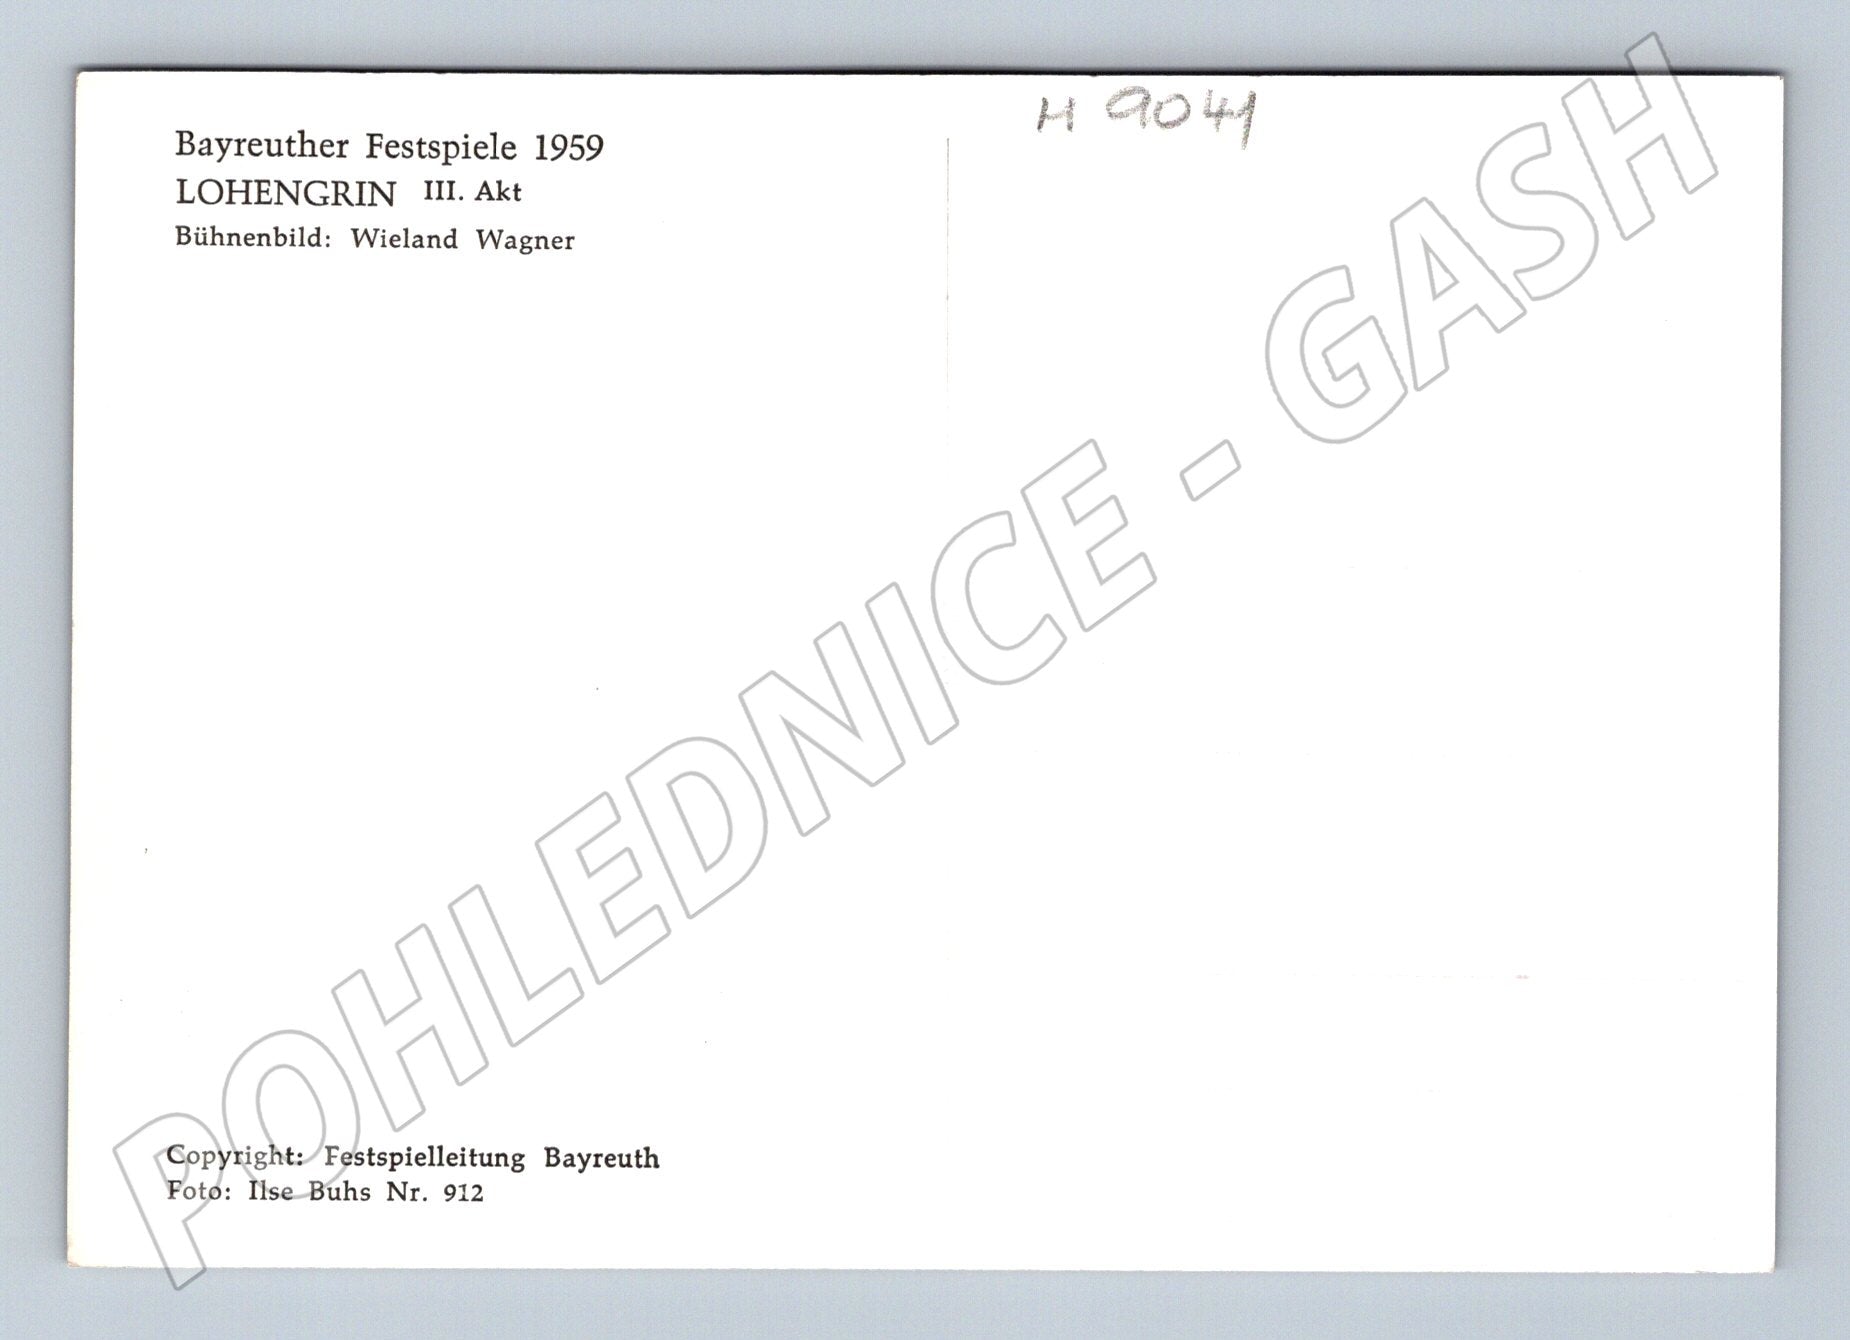 H 9041
Bayreuther Festspiele 1959
LOHENGRIN III. Akt
Bühnenbild: Wieland Wagner
POHLEDNICE - GASH
Copyright: Festspielleitung Bayreuth
Foto: Ilse Buhs Nr. 912